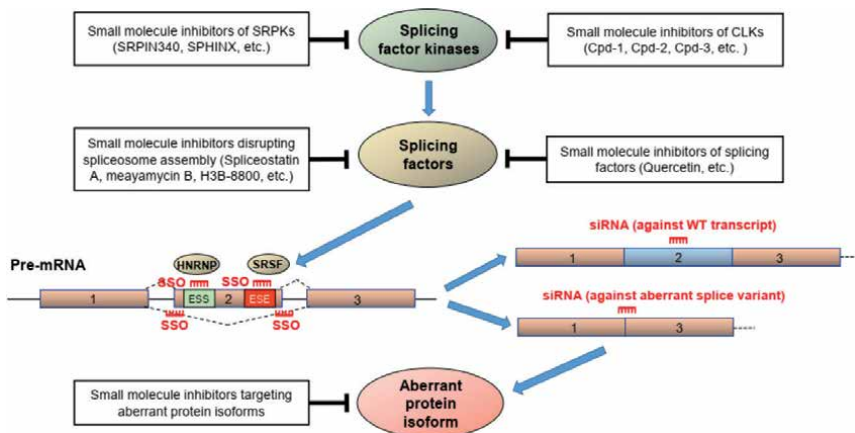 Small molecule inhibitors of SRPKs
(SRPIN340, SPHINX, etc.)
Splicing
factor kinases
Small molecule inhibitors of CLKs
(Cpd-1, Cpd-2, Cpd-3, etc. )
Small molecule inhibitors disrupting
spliceosome assembly (Spliceostatin
A, meayamycin B, H3B-8800, etc.)
Splicing
factors
Small molecule inhibitors of splicing
factors (Quercetin, etc.)
Pre-mRNA
HNRNP
SRSF
SSO
SSO
1
ESS
2
ESE
3
SSO
SSO
siRNA (against WT transcript)
1
2
3
siRNA (against aberrant splice variant)
1
3
Small molecule inhibitors targeting
aberrant protein isoforms
Aberrant
protein
isoform